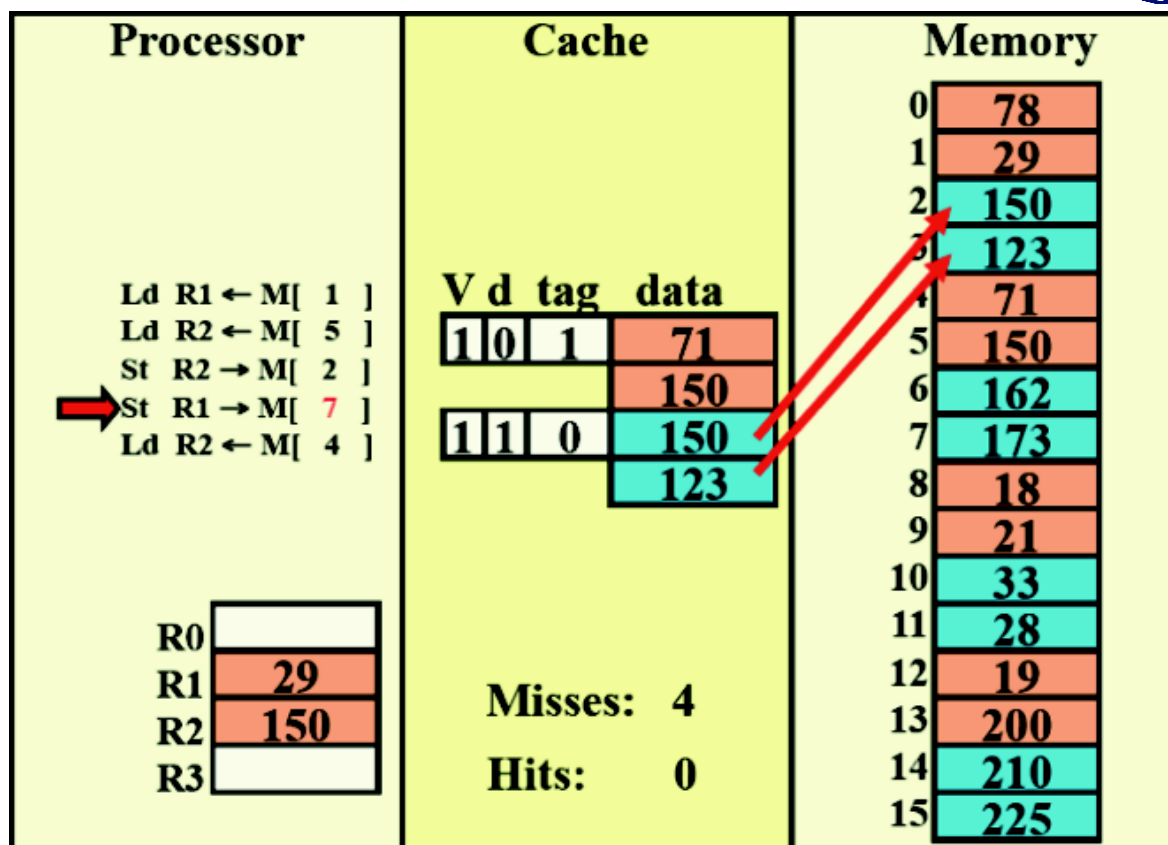 Processor
Ld R1 ← M[ 1 ]
Ld R2 ← M[ 5 ]
St R2 → M[ 2 ]
St R1 → M[ 7 ]
Ld R2 ← M[ 4 ]
R0
R1 29
R2 150
R3
Cache
V d tag data
1 0 1 71
150
1 1 0 150
123
Misses: 4
Hits: 0
Memory
0 78
1 29
2 150
3 123
4 71
5 150
6 162
7 173
8 18
9 21
10 33
11 28
12 19
13 200
14 210
15 225